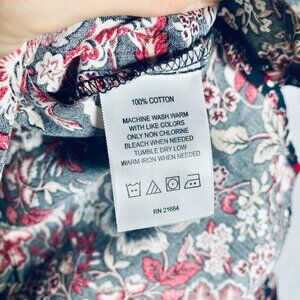 100% COTTON
MACHINE WASH WARM
WITH LIKE COLORS
ONLY NON CHLORINE
BLEACH WHEN NEEDED
TUMBLE DRY LOW
WARM IRON WHEN NEEDED
RN 21664